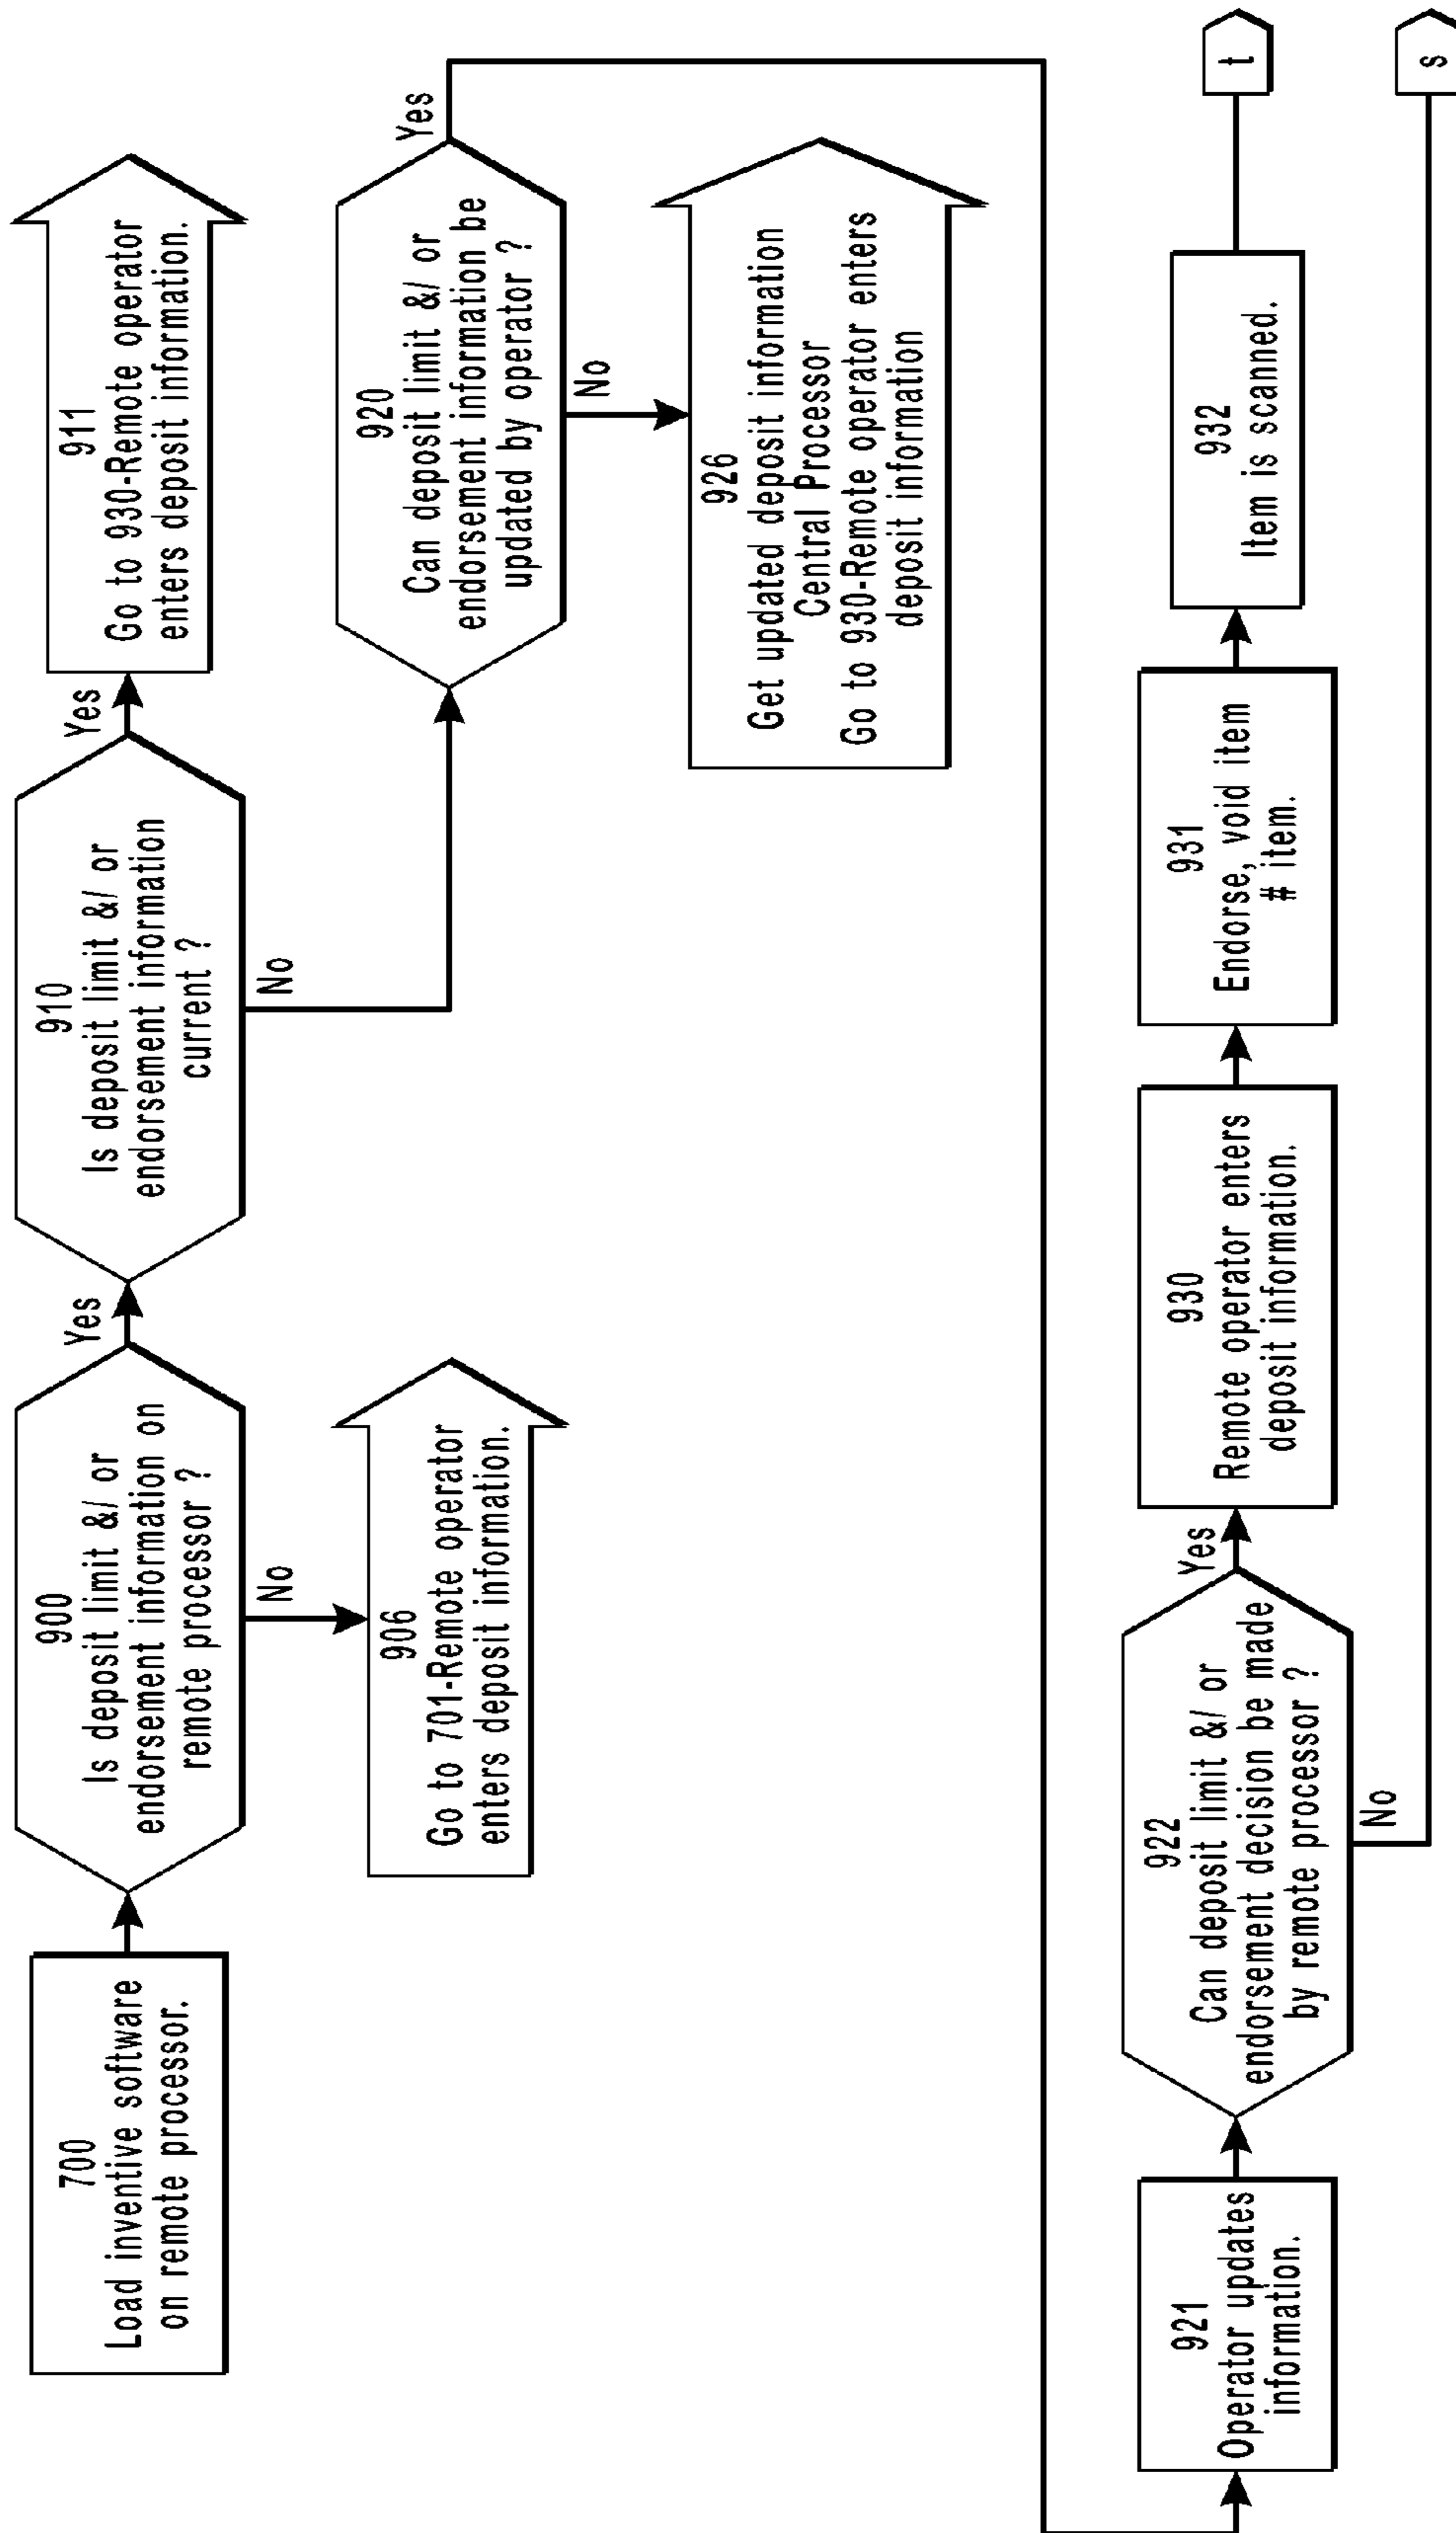 700
Load inventive software
on remote processor.
900
Is deposit limit &/ or
endorsement information on
remote processor ?
Yes
No
906
Go to 701-Remote operator
enters deposit information.
910
Is deposit limit &/ or
endorsement information
current ?
Yes
No
911
Go to 930-Remote operator
enters deposit information.
920
Can deposit limit &/ or
endorsement information be
updated by operator ?
Yes
No
926
Get updated deposit information
Central Processor
Go to 930-Remote operator enters
deposit information
921
Operator updates
information.
922
Can deposit limit &/ or
endorsement decision be made
by remote processor ?
Yes
No
930
Remote operator enters
deposit information.
931
Endorse, void item
# item.
932
Item is scanned.
t
s